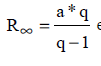 R∞ = a * q / q − 1 e